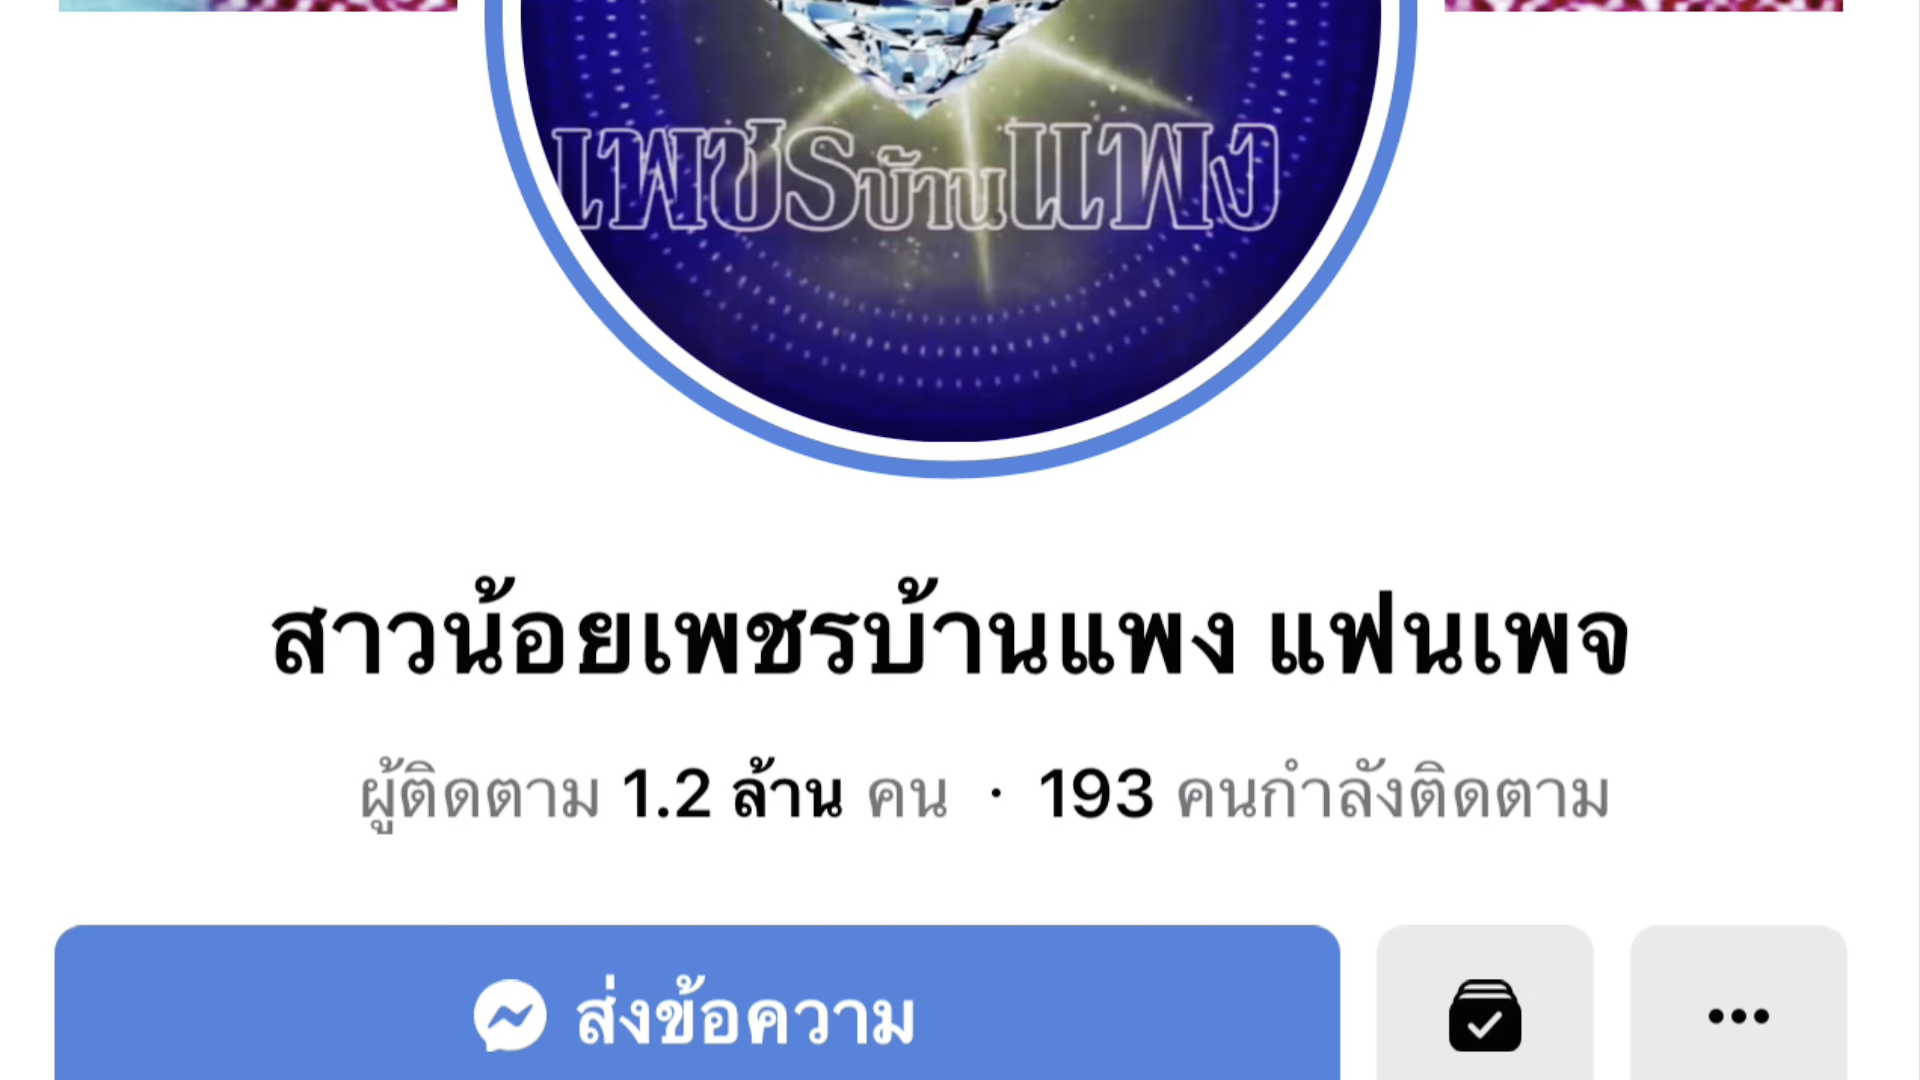 เพชรบ้านแพง
สาวน้อยเพชรบ้านแพง แฟนเพจ
ผู้ติดตาม 1.2 ล้าน คน · 193 คนกำลังติดตาม
ส่งข้อความ